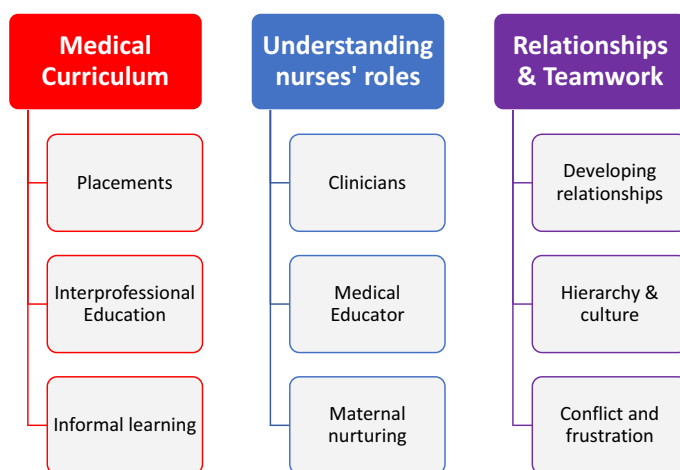 Medical
Curriculum
Placements
Interprofessional
Education
Informal learning
Understanding
nurses' roles
Clinicians
Medical
Educator
Maternal
nurturing
Relationships
& Teamwork
Developing
relationships
Hierarchy &
culture
Conflict and
frustration